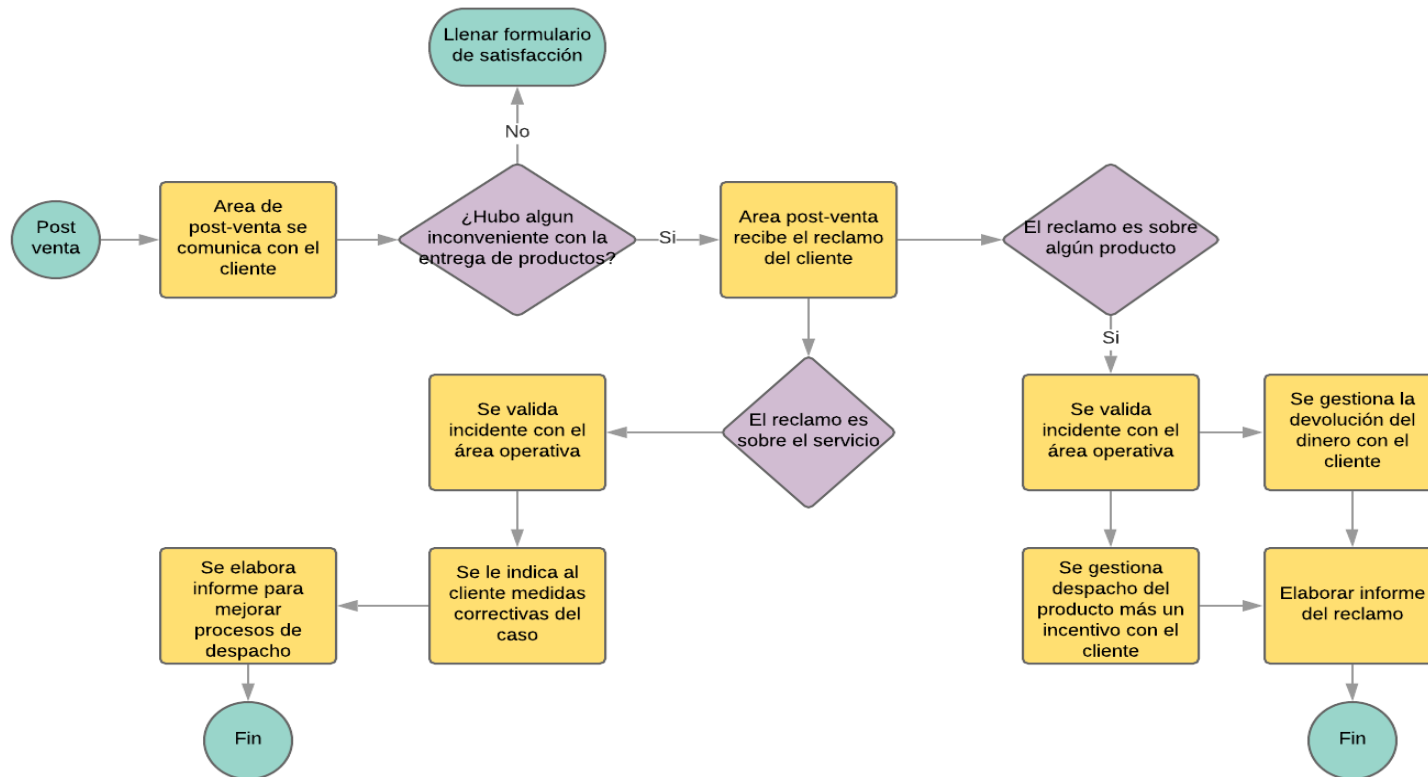 Llenar formulario
de satisfacción
No
Post
venta
Area de
post-venta se
comunica con el
cliente
¿Hubo algun
inconveniente con la
entrega de productos?
Si
Area post-venta
recibe el reclamo
del cliente
El reclamo es sobre
algún producto
Si
Se valida
incidente con el
área operativa
El reclamo es
sobre el servicio
Se valida
incidente con el
área operativa
Se gestiona la
devolución del
dinero con el
cliente
Se elabora
informe para
mejorar
procesos de
despacho
Se le indica al
cliente medidas
correctivas del
caso
Se gestiona
despacho del
producto más un
incentivo con el
cliente
Elaborar informe
del reclamo
Fin
Fin